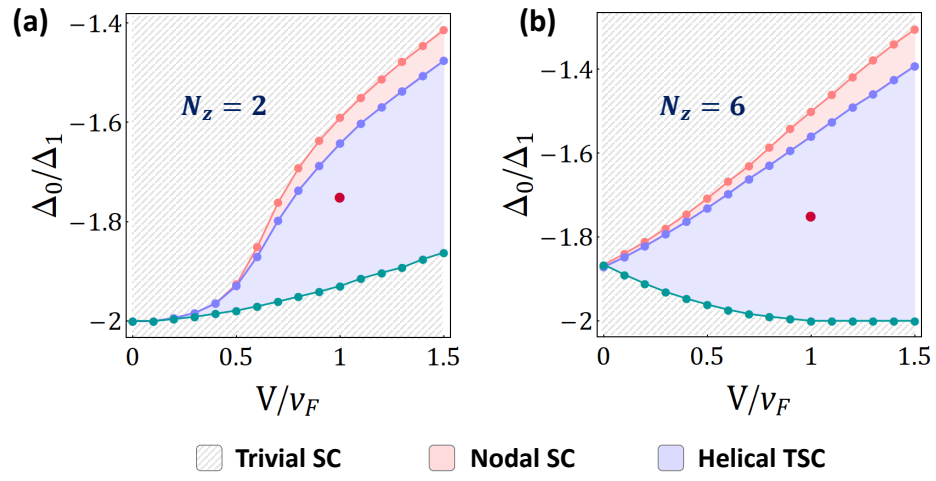 (a)
−1.4
−1.6
−1.8
−2
Δ₀/Δ₁
N_z = 2
0
0.5
1
1.5
V/v_F
(b)
−1.4
−1.6
−1.8
−2
Δ₀/Δ₁
N_z = 6
0
0.5
1
1.5
V/v_F
Trivial SC
Nodal SC
Helical TSC